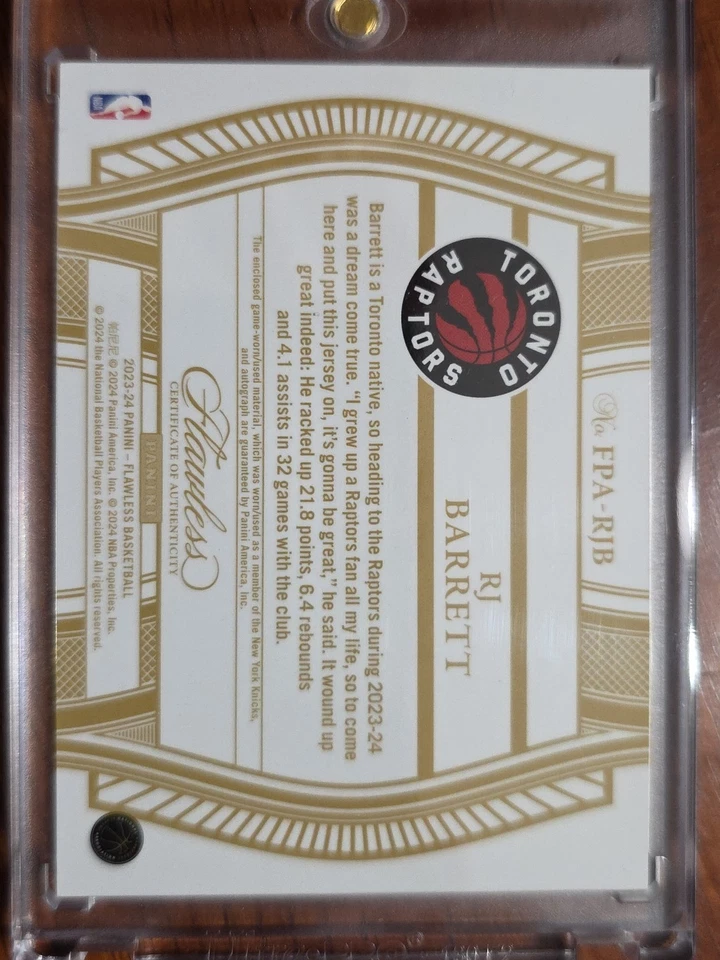 No. FPA-RJB
TORONTO
RAPTORS
RJ
BARRETT
Barrett is a Toronto native, so heading to the Raptors during 2023-24
was a dream come true. “I grew up a Raptors fan all my life, so to come
here and put this jersey on, it's gonna be great,” he said. It wound up
great indeed: He racked up 21.8 points, 6.4 rebounds
and 4.1 assists in 32 games with the club.
The enclosed game-worn/used material, which was worn/used as a member of the New York Knicks,
and autograph are guaranteed by Panini America, Inc.
Flawless
CERTIFICATE OF AUTHENTICITY
PANINI
2023-24 PANINI – FLAWLESS BASKETBALL
帕尼尼 © 2024 Panini America, Inc. © 2024 NBA Properties, Inc.
© 2024 the National Basketball Players Association. All rights reserved.
NBA